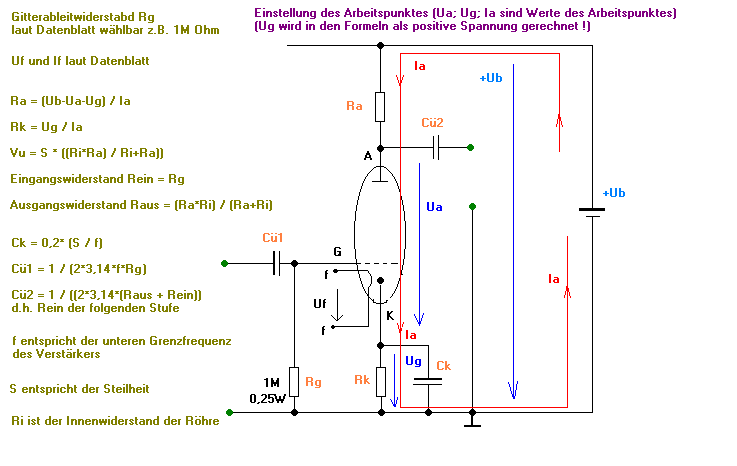 Gitterableitwiderstabd Rg
laut Datenblatt wählbar z.B. 1M Ohm
Einstellung des Arbeitspunktes (Ua; Ug; Ia sind Werte des Arbeitspunktes)
(Ug wird in den Formeln als positive Spannung gerechnet !)
Uf und If laut Datenblatt
Ra = (Ub-Ua-Ug) / Ia
Rk = Ug / Ia
Vu = S * ((Ri*Ra) / Ri+Ra))
Eingangswiderstand Rein = Rg
Ausgangswiderstand Raus = (Ra*Ri) / (Ra+Ri)
Ck = 0,2* (S / f)
Cü1 = 1 / (2*3,14*f*Rg)
Cü2 = 1 / ((2*3,14*(Raus + Rein))
d.h. Rein der folgenden Stufe
f entspricht der unteren Grenzfrequenz
des Verstärkers
S entspricht der Steilheit
Ri ist der Innenwiderstand der Röhre
Ia
+Ub
Ra
Cü2
A
+Ub
Ua
Cü1
G
f
Ia
Uf
K
f
Ia
Ug
Ck
1M
0,25W
Rg
Rk